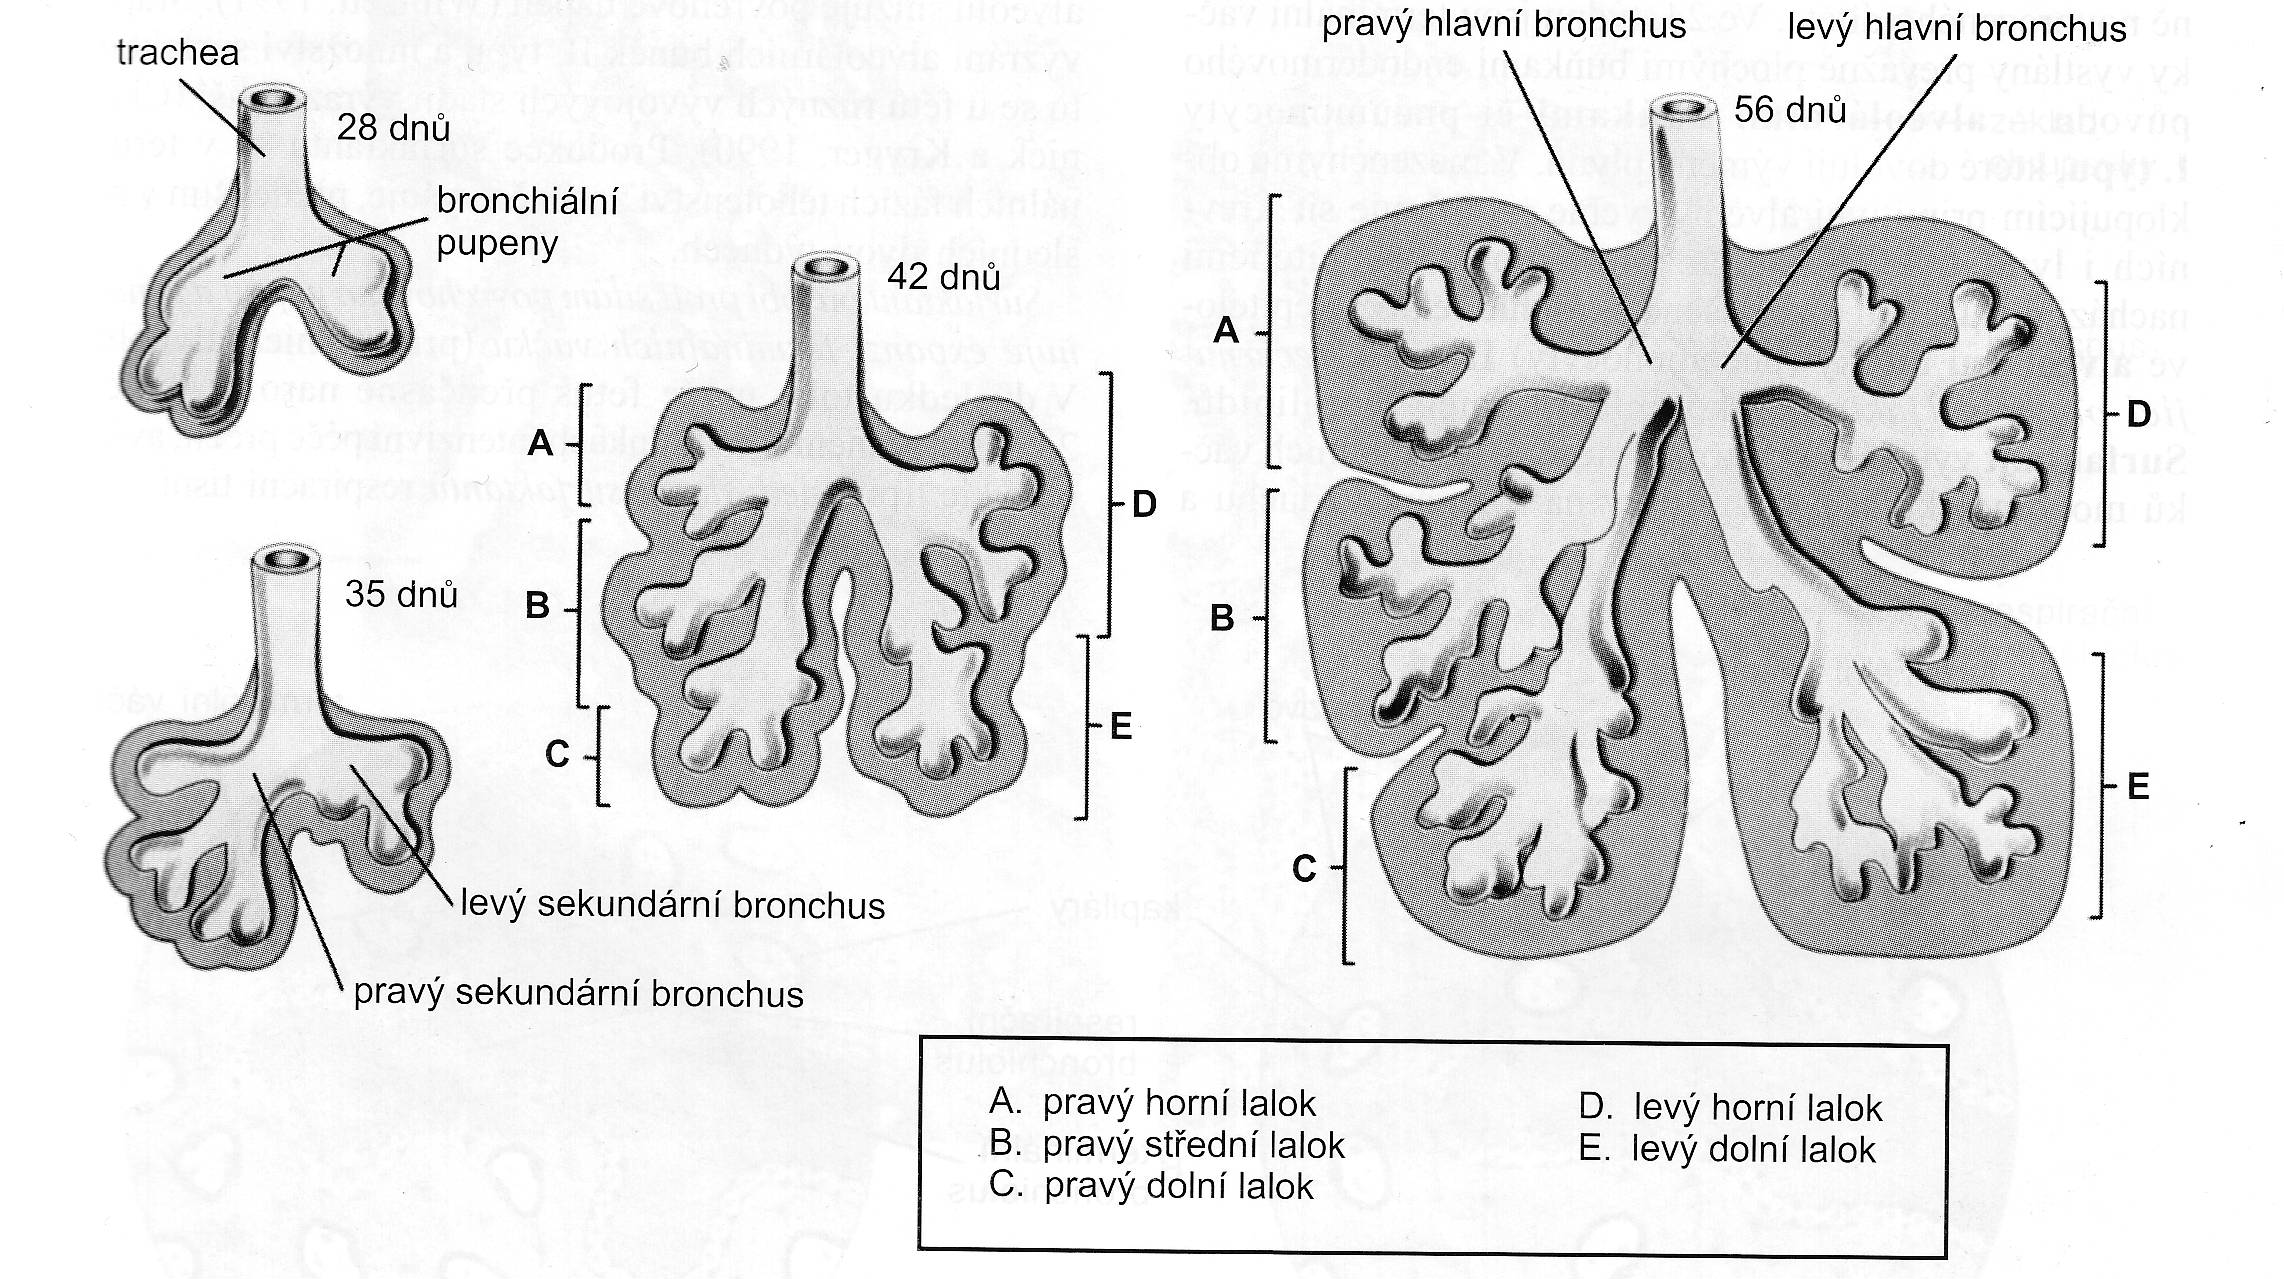 trachea
28 dnů
bronchiální
pupeny
35 dnů
levý sekundární bronchus
pravý sekundární bronchus
42 dnů
A
B
C
D
E
pravý hlavní bronchus
levý hlavní bronchus
56 dnů
A
B
C
D
E
A. pravý horní lalok
B. pravý střední lalok
C. pravý dolní lalok
D. levý horní lalok
E. levý dolní lalok